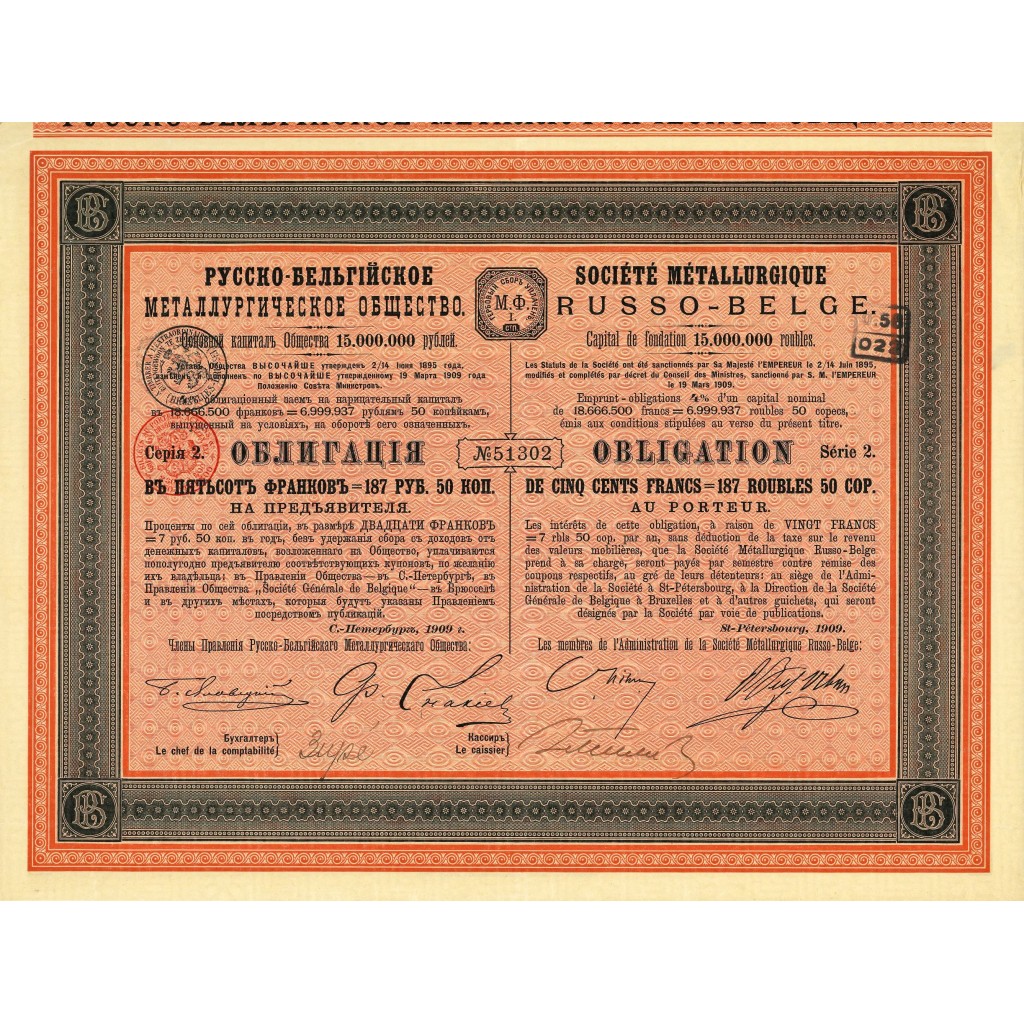 РУССКО-БЕЛЬГІЙСКОЕ
МЕТАЛЛУРГИЧЕСКОЕ ОБЩЕСТВО.
Основной капиталъ Общества 15.000.000 рублей.
Уставъ Общества ВЫСОЧАЙШЕ утвержденъ 2/14 Іюня 1895 года,
измѣненъ и дополненъ по ВЫСОЧАЙШЕ утвержденному 19 Марта 1909 года
Положенію Совѣта Министровъ.
Облигаціонный заемъ на нарицательный капиталъ
въ 18.666.500 франковъ = 6.999.937 рублямъ 50 копѣйкамъ,
выпущенный на условіяхъ, на оборотѣ сего означенныхъ.
Серія 2. ОБЛИГАЦІЯ
ВЪ ПЯТЬСОТЪ ФРАНКОВЪ = 187 РУБ. 50 КОП.
НА ПРЕДЪЯВИТЕЛЯ.
Проценты по сей облигаціи, въ размѣрѣ ДВАДЦАТИ ФРАНКОВЪ
= 7 руб. 50 коп. въ годъ, безъ удержанія сбора съ доходовъ отъ
денежныхъ капиталовъ, возложеннаго на Общество, уплачиваются
пополугодно предъявителю соотвѣтствующихъ купоновъ, по желанію
ихъ владѣльца: въ Правленіи Общества — въ С.-Петербургѣ, въ
Правленіи Общества „Société Générale de Belgique" — въ Брюсселѣ
и въ другихъ мѣстахъ, которыя будутъ указаны Правленіемъ
посредствомъ публикацій.
С.-Петербургъ, 1909 г.
Члены Правленія Русско-Бельгійскаго Металлургическаго Общества:
М.Ф.
I.
СПБ.
№ 51302
SOCIÉTÉ MÉTALLURGIQUE
RUSSO-BELGE.
Capital de fondation 15.000.000 roubles.
Les Statuts de la Société ont été sanctionnés par Sa Majesté l'EMPEREUR le 2/14 Juin 1895,
modifiés et complétés par décret du Conseil des Ministres, sanctionné par S. M. l'EMPEREUR
le 19 Mars 1909.
Emprunt-obligations 4% d'un capital nominal
de 18.666.500 francs = 6.999.937 roubles 50 copecs,
émis aux conditions stipulées au verso du présent titre.
OBLIGATION Série 2.
DE CINQ CENTS FRANCS = 187 ROUBLES 50 COP.
AU PORTEUR.
Les intérêts de cette obligation, à raison de VINGT FRANCS
= 7 rbls 50 cop. par an, sans déduction de la taxe sur le revenu
des valeurs mobilières, que la Société Métallurgique Russo-Belge
prend à sa charge, seront payés par semestre contre remise des
coupons respectifs, au gré de leurs détenteurs: au siège de l'Admi-
nistration de la Société à St-Pétersbourg, à la Direction de la Société
Générale de Belgique à Bruxelles et à d'autres guichets, qui seront
désignés par la Société par voie de publications.
St-Pétersbourg, 1909.
Les membres de l'Administration de la Société Métallurgique Russo-Belge:
Бухгалтеръ
Le chef de la comptabilité
Кассиръ
Le caissier